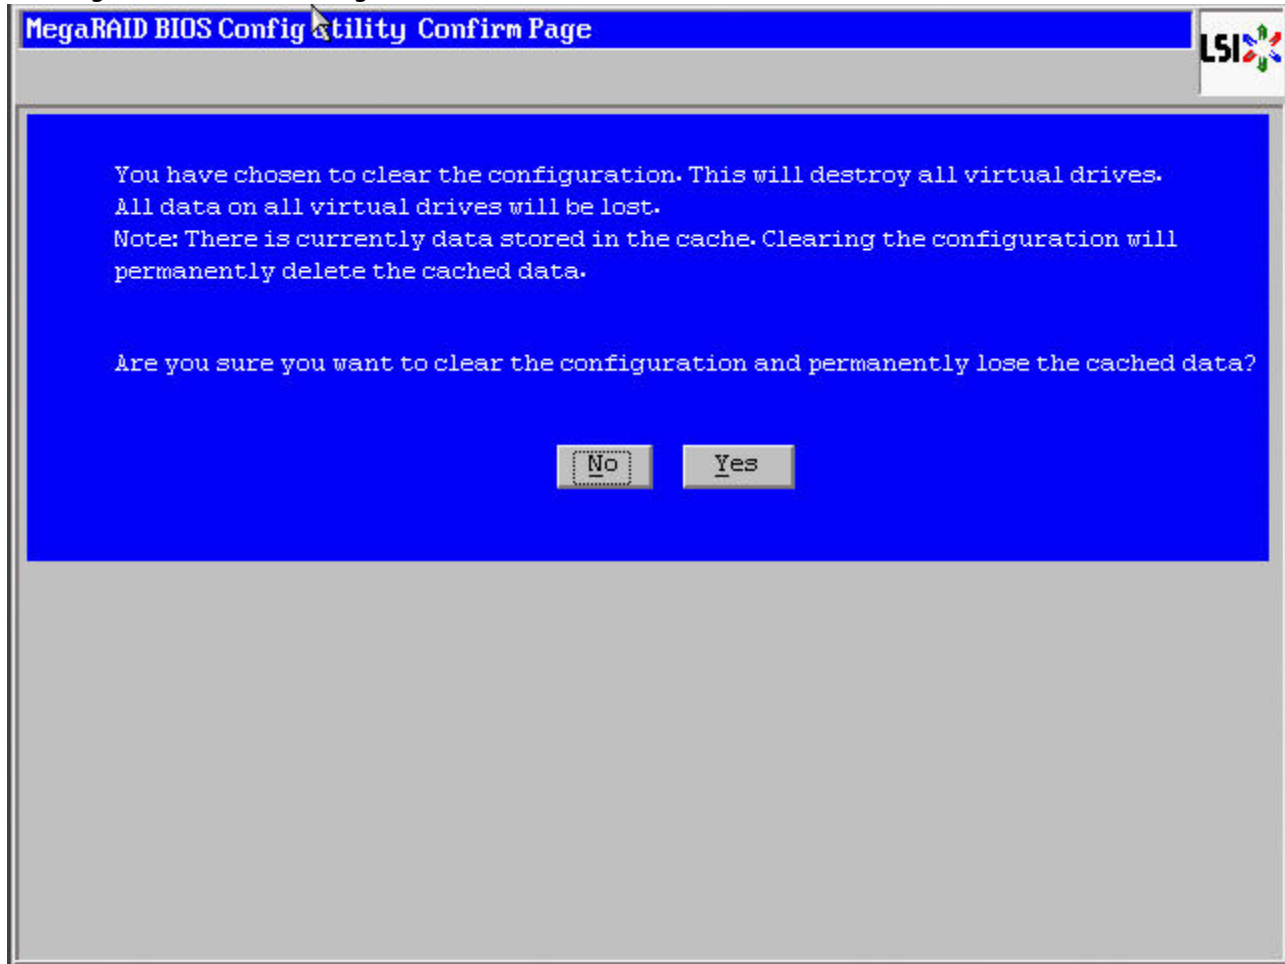 MegaRAID BIOS Config tility Confirm Page
LSI
You have chosen to clear the configuration. This will destroy all virtual drives.
All data on all virtual drives will be lost.
Note: There is currently data stored in the cache. Clearing the configuration will
permanently delete the cached data.
Are you sure you want to clear the configuration and permanently lose the cached data?
No Yes